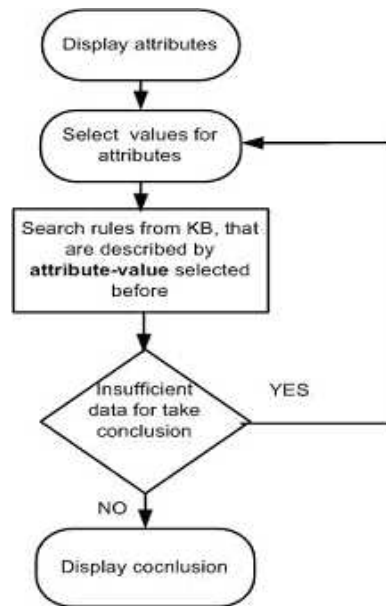 Display attributes
Select values for
attributes
Search rules from KB, that
are described by
attribute-value selected
before
Insufficient
data for take
conclusion
YES
NO
Display cocnlusion